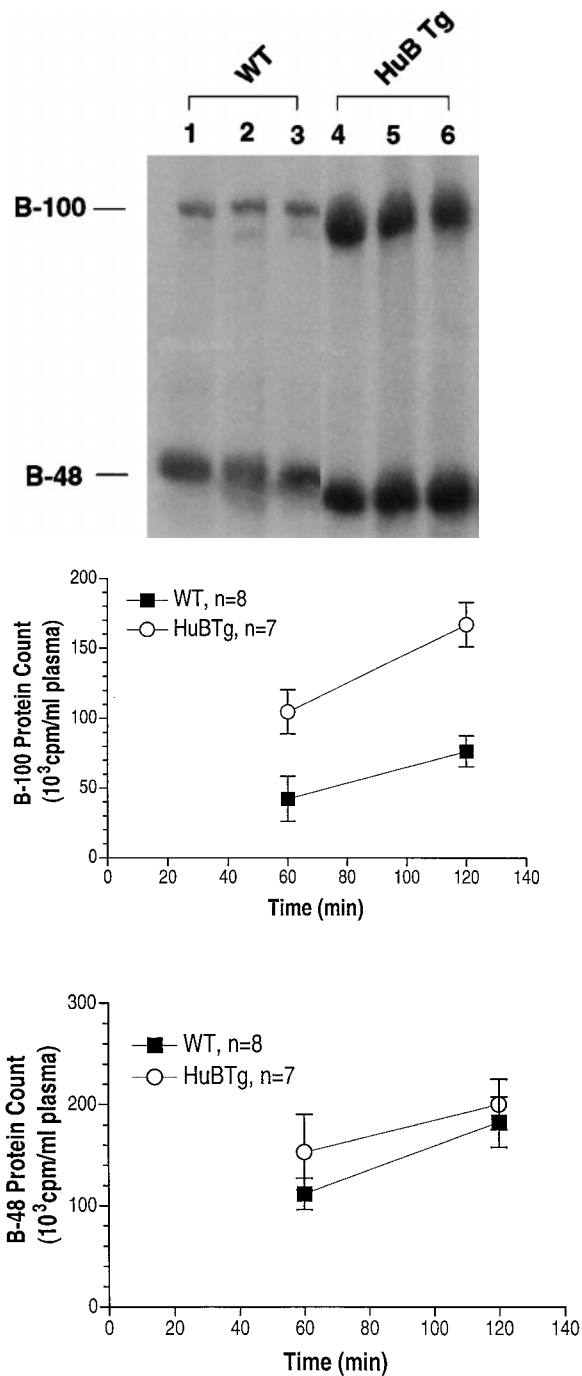 WT
HuB Tg
1 2 3 4 5 6
B-100
B-48
WT, n=8
HuBTg, n=7
B-100 Protein Count
(10³cpm/ml plasma)
200
150
100
50
0
0 20 40 60 80 100 120 140
Time (min)
WT, n=8
HuBTg, n=7
B-48 Protein Count
(10³cpm/ml plasma)
300
200
100
0
0 20 40 60 80 100 120 140
Time (min)